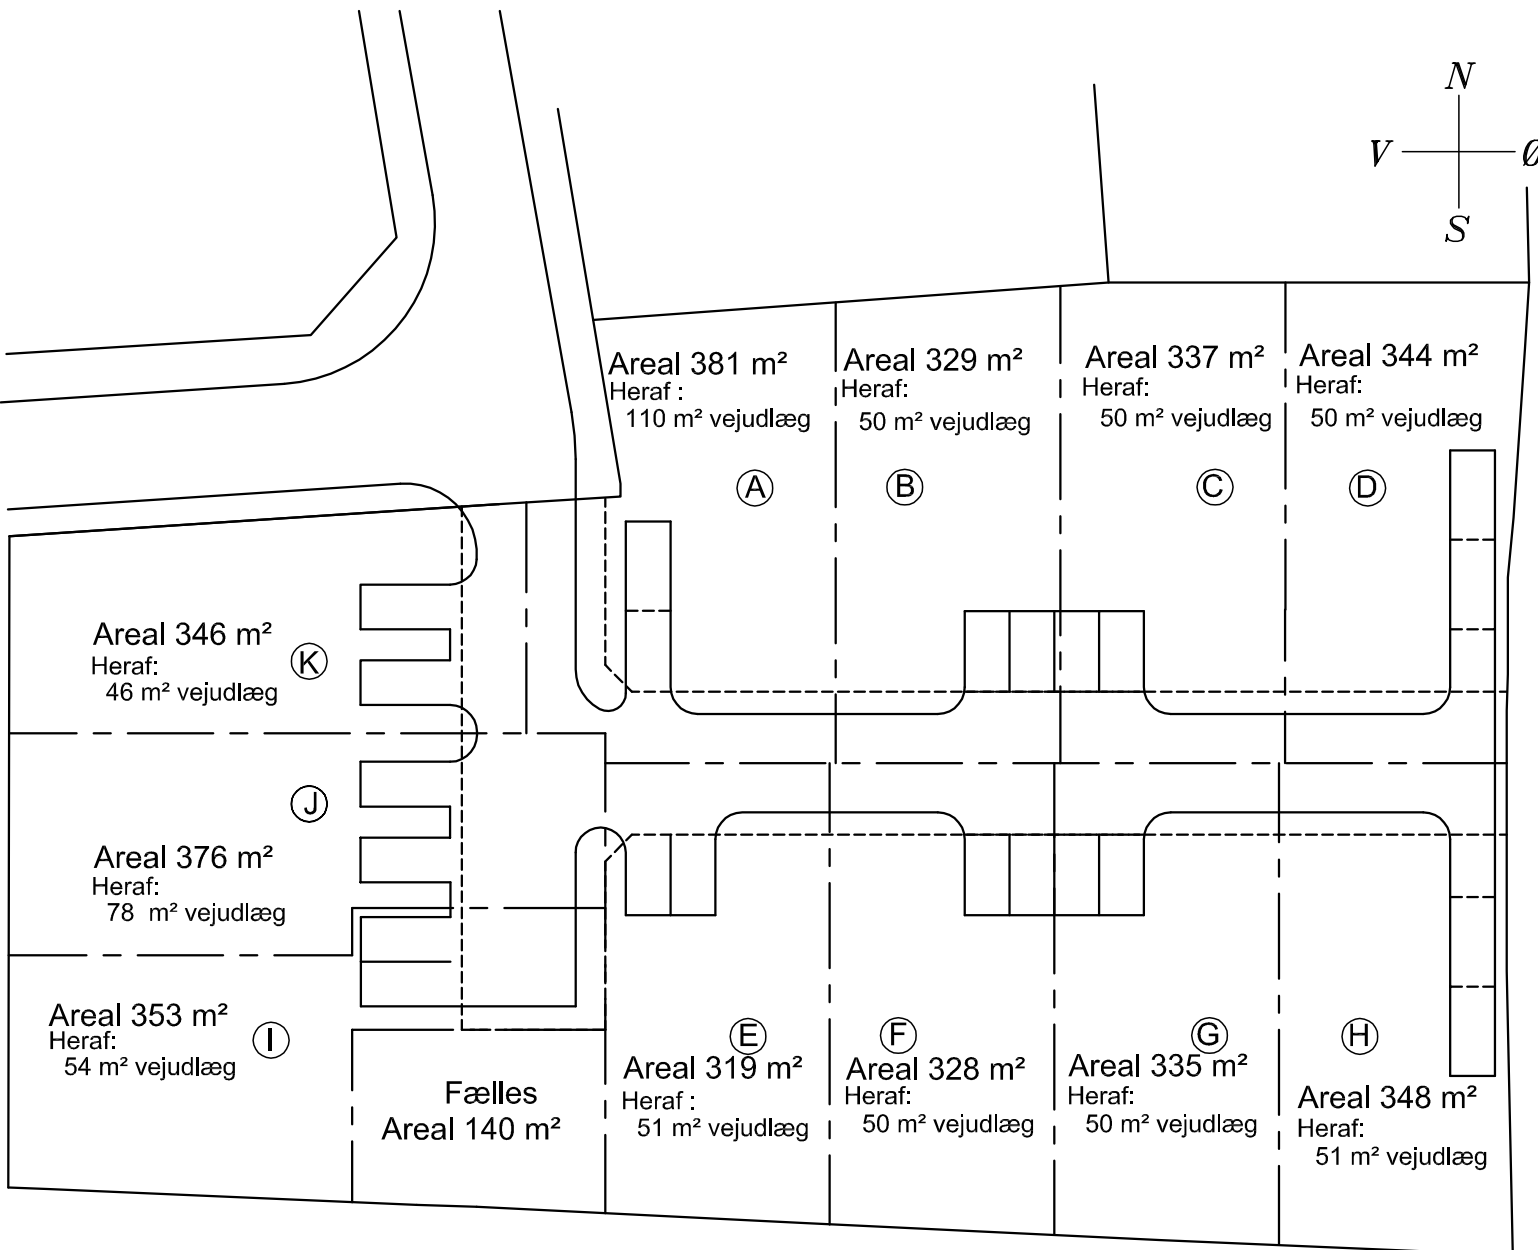 N
V
Ø
S
Areal 381 m²
Heraf :
110 m² vejudlæg
A
Areal 329 m²
Heraf:
50 m² vejudlæg
B
Areal 337 m²
Heraf:
50 m² vejudlæg
C
Areal 344 m²
Heraf:
50 m² vejudlæg
D
Areal 346 m²
Heraf:
46 m² vejudlæg
K
J
Areal 376 m²
Heraf:
78 m² vejudlæg
Areal 353 m²
Heraf:
54 m² vejudlæg
I
Fælles
Areal 140 m²
E
Areal 319 m²
Heraf :
51 m² vejudlæg
F
Areal 328 m²
Heraf:
50 m² vejudlæg
G
Areal 335 m²
Heraf:
50 m² vejudlæg
H
Areal 348 m²
Heraf:
51 m² vejudlæg